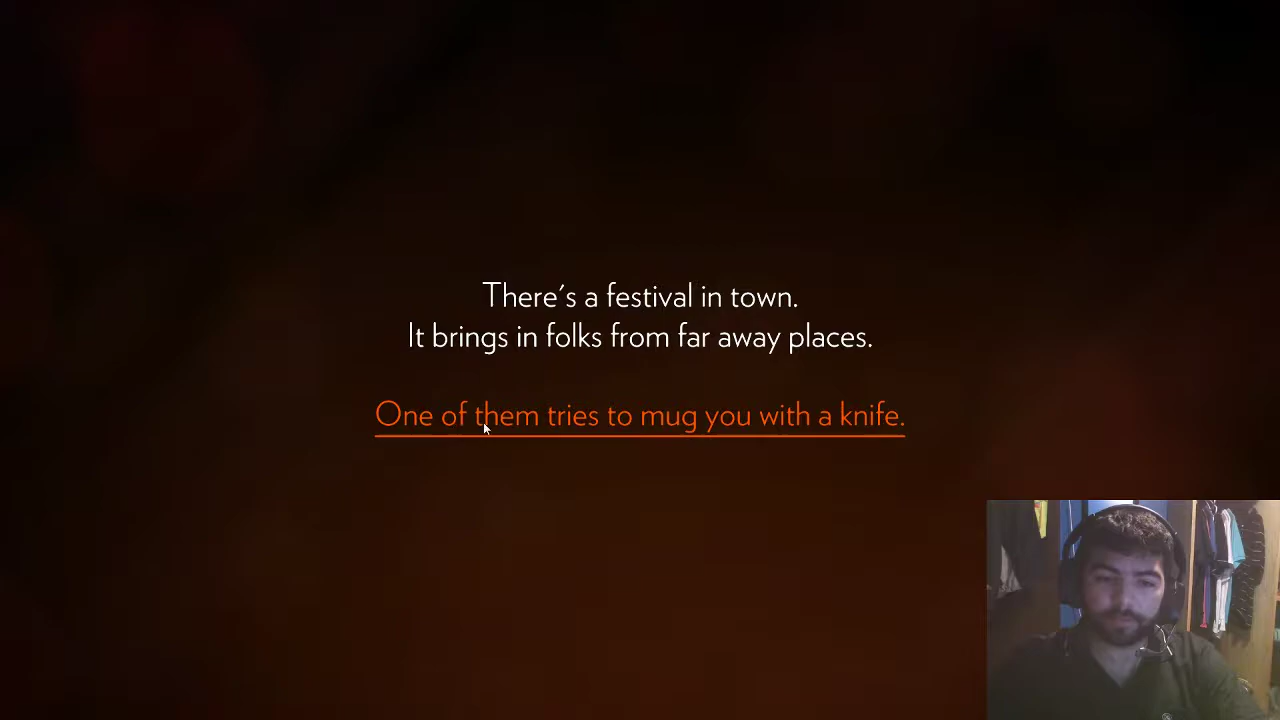 There's a festival in town.
It brings in folks from far away places.
One of them tries to mug you with a knife.